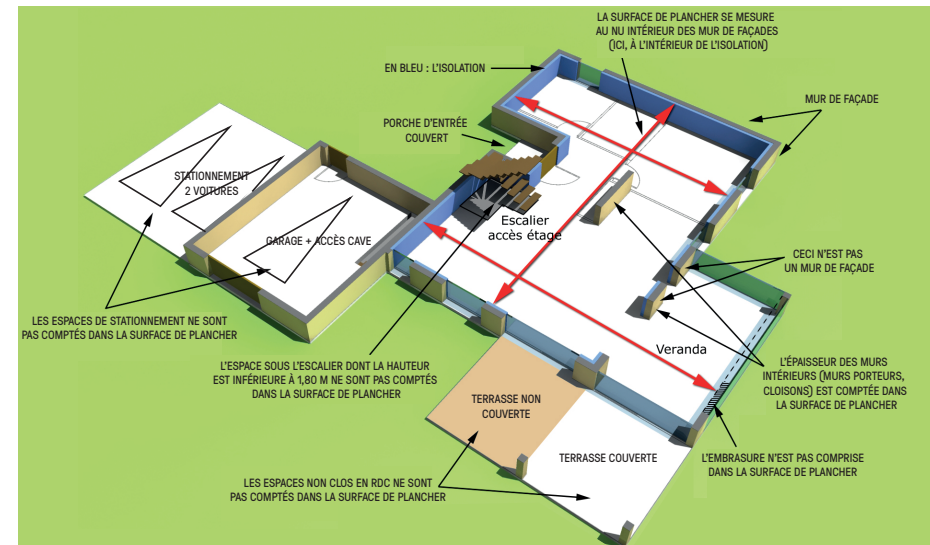 LA SURFACE DE PLANCHER SE MESURE
AU NU INTÉRIEUR DES MUR DE FAÇADES
(ICI, À L'INTÉRIEUR DE L'ISOLATION)
EN BLEU : L'ISOLATION
MUR DE FAÇADE
PORCHE D'ENTRÉE
COUVERT
STATIONNEMENT
2 VOITURES
GARAGE + ACCÈS CAVE
Escalier
accès étage
CECI N'EST PAS
UN MUR DE FAÇADE
LES ESPACES DE STATIONNEMENT NE SONT
PAS COMPTÉS DANS LA SURFACE DE PLANCHER
Veranda
L'ESPACE SOUS L'ESCALIER DONT LA HAUTEUR
EST INFÉRIEURE À 1,80 M NE SONT PAS COMPTÉS
DANS LA SURFACE DE PLANCHER
L'ÉPAISSEUR DES MURS
INTÉRIEURS (MURS PORTEURS,
CLOISONS) EST COMPTÉE DANS
LA SURFACE DE PLANCHER
TERRASSE NON
COUVERTE
TERRASSE COUVERTE
L'EMBRASURE N'EST PAS COMPRISE
DANS LA SURFACE DE PLANCHER
LES ESPACES NON CLOS EN RDC NE SONT
PAS COMPTÉS DANS LA SURFACE DE PLANCHER